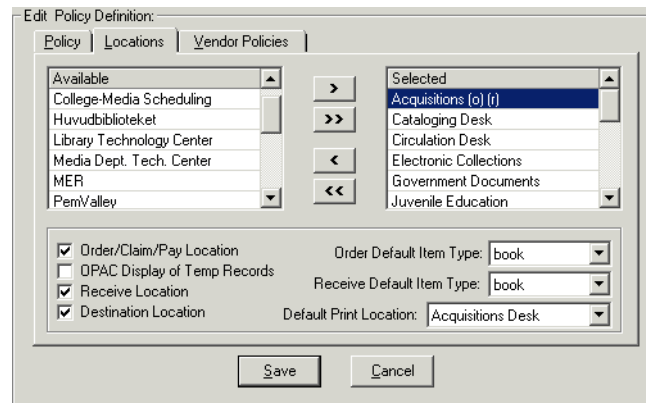 Edit Policy Definition:
Policy Locations Vendor Policies
Available
College-Media Scheduling
Huvudbiblioteket
Library Technology Center
Media Dept. Tech. Center
MER
PemValley
>
>>
<
<<
Selected
Acquisitions (o) (r)
Cataloging Desk
Circulation Desk
Electronic Collections
Government Documents
Juvenile Education
Order/Claim/Pay Location
OPAC Display of Temp Records
Receive Location
Destination Location
Order Default Item Type: book
Receive Default Item Type: book
Default Print Location: Acquisitions Desk
Save Cancel